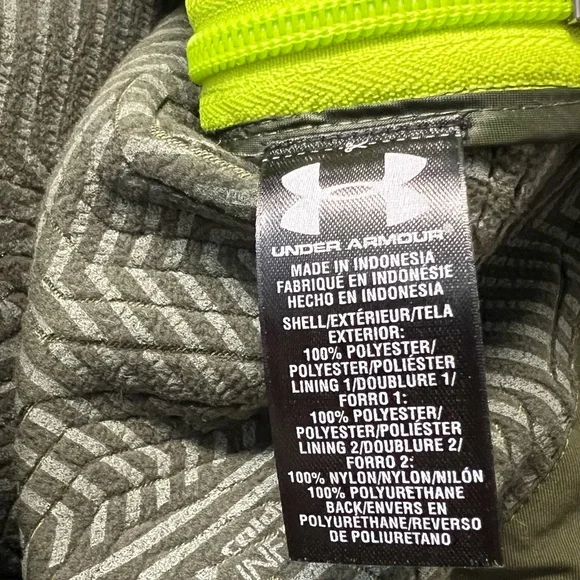 UNDER ARMOUR
MADE IN INDONESIA
FABRIQUÉ EN INDONÉSIE
HECHO EN INDONESIA
SHELL/EXTÉRIEUR/TELA
EXTERIOR:
100% POLYESTER/
POLYESTER/POLIÉSTER
LINING 1/DOUBLURE 1/
FORRO 1:
100% POLYESTER/
POLYESTER/POLIÉSTER
LINING 2/DOUBLURE 2/
FORRO 2:
100% NYLON/NYLON/NILÓN
100% POLYURETHANE
BACK/ENVERS EN
POLYURÉTHANE/REVERSO
DE POLIURETANO